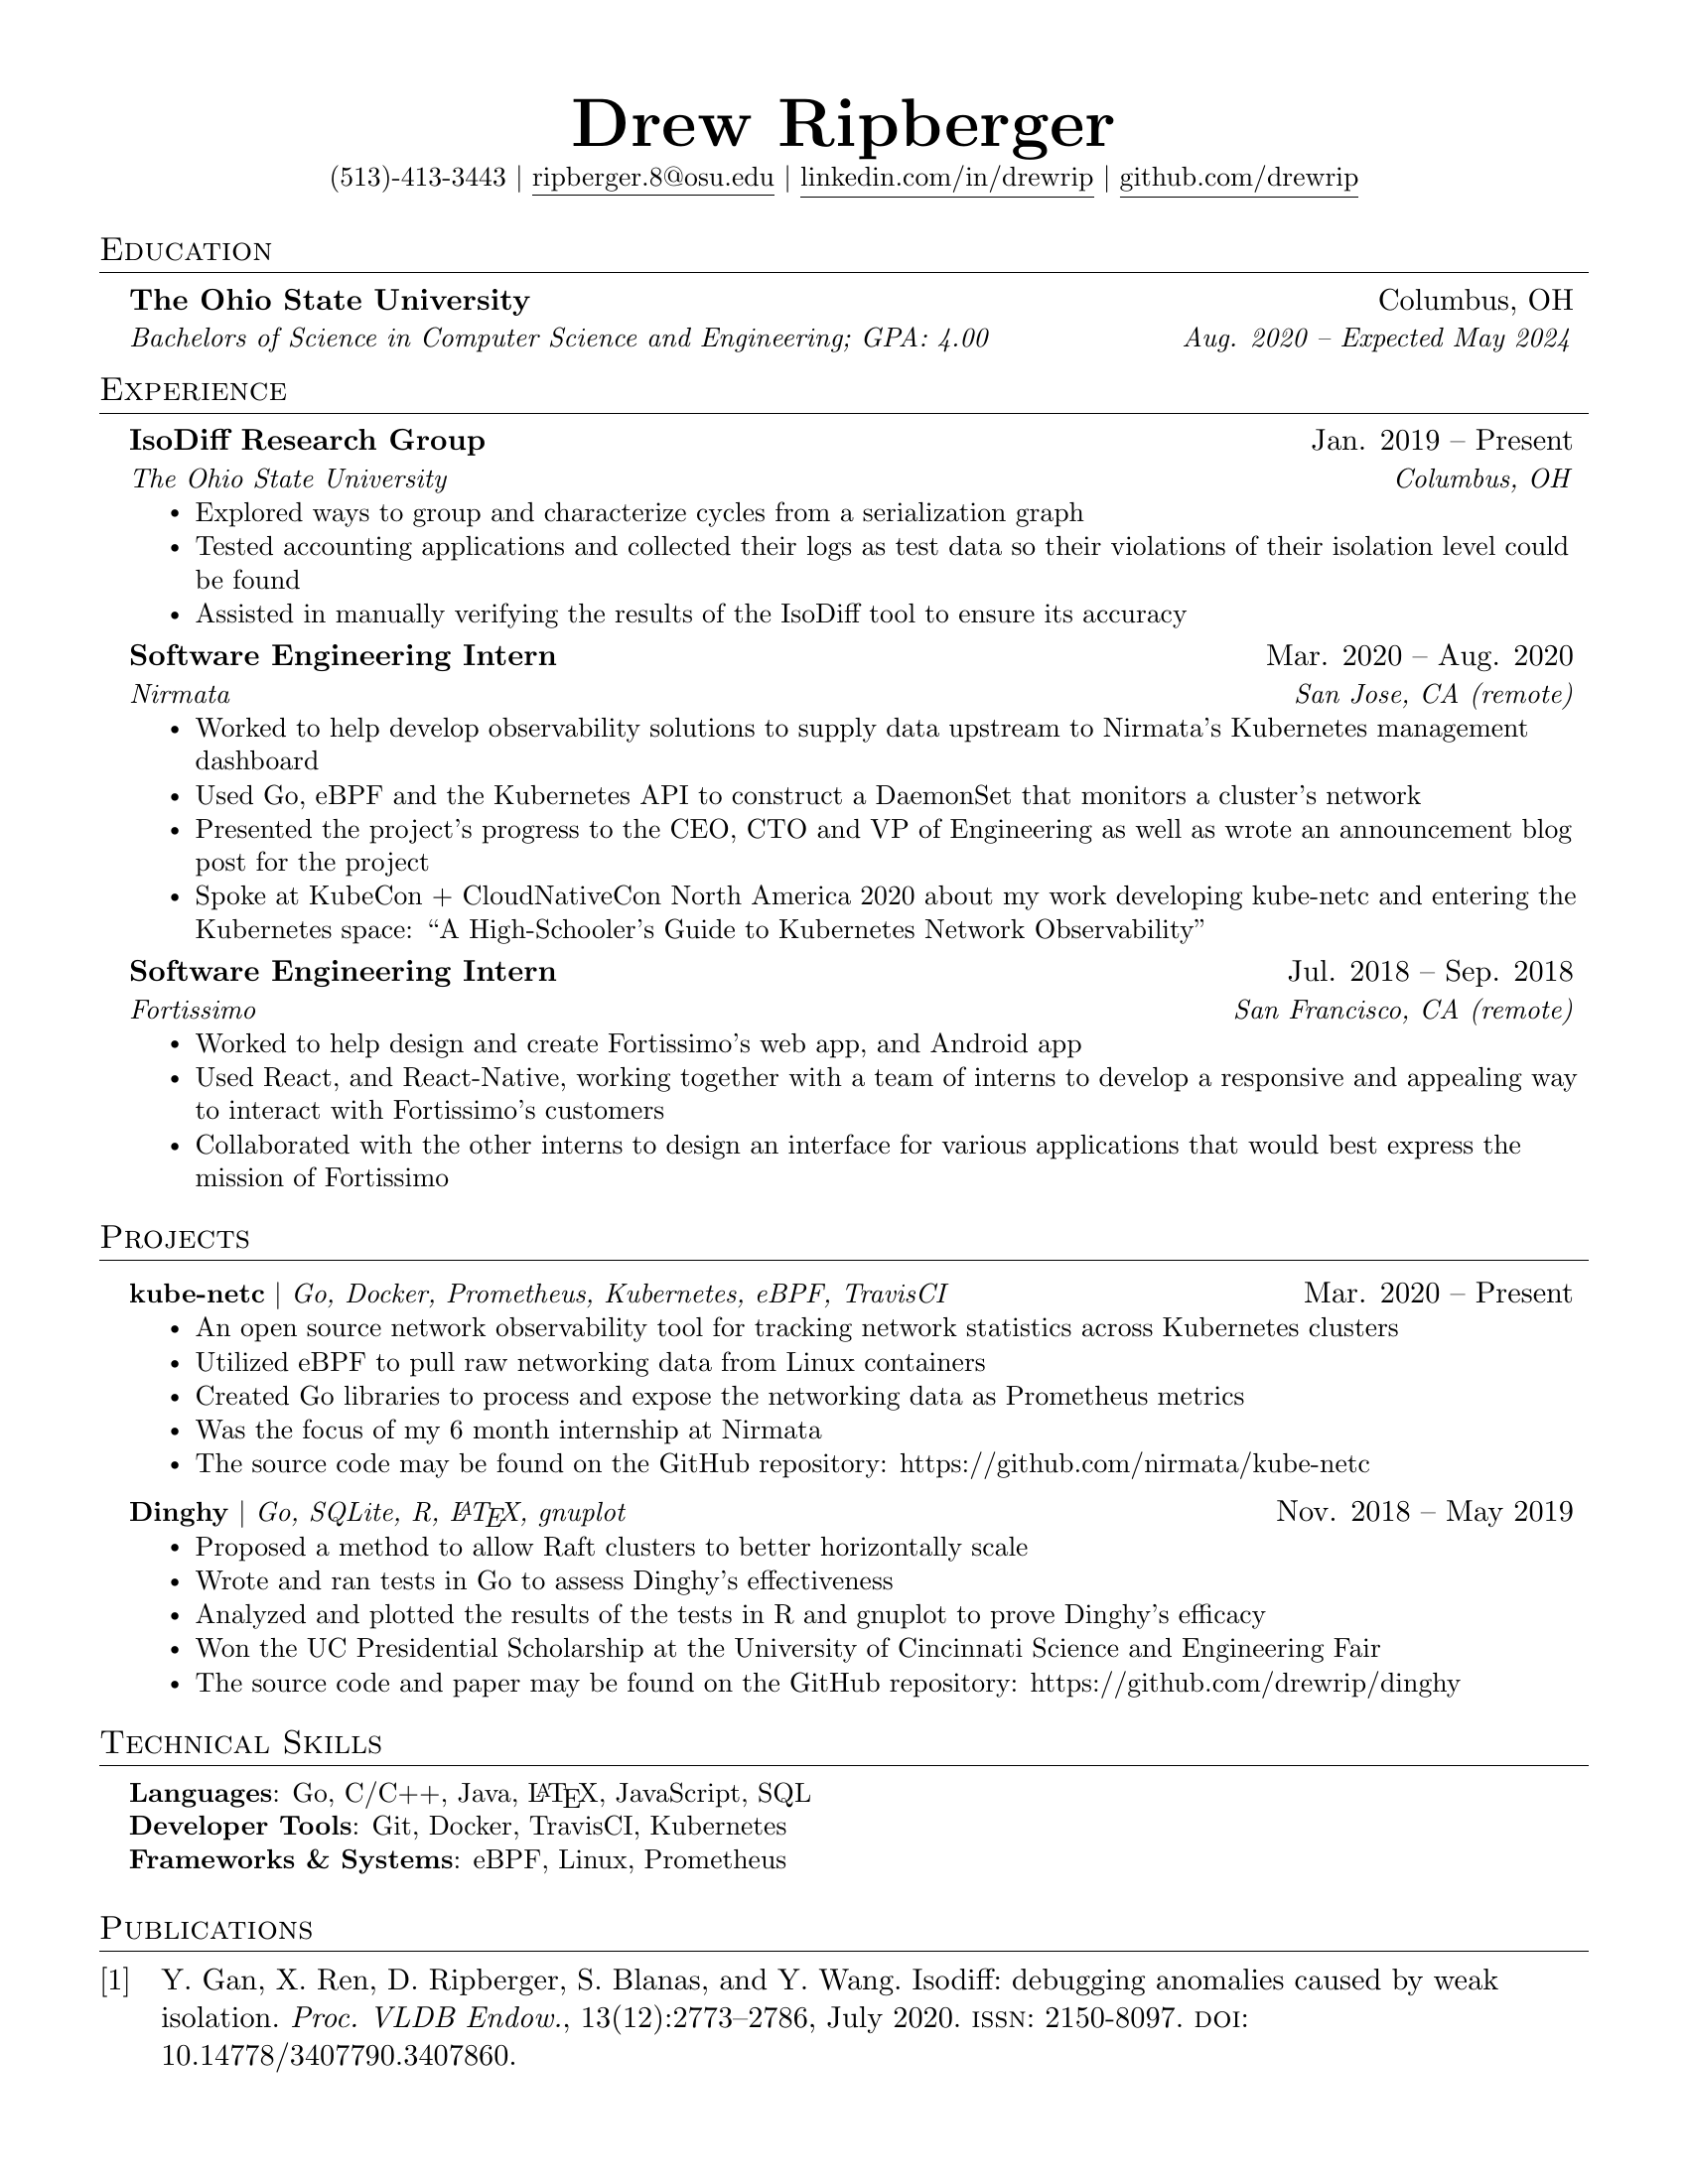 Drew Ripberger
(513)-413-3443 | ripberger.8@osu.edu | linkedin.com/in/drewrip | github.com/drewrip
Education
The Ohio State University Columbus, OH
Bachelors of Science in Computer Science and Engineering; GPA: 4.00 Aug. 2020 – Expected May 2024
Experience
IsoDiff Research Group Jan. 2019 – Present
The Ohio State University Columbus, OH
• Explored ways to group and characterize cycles from a serialization graph
• Tested accounting applications and collected their logs as test data so their violations of their isolation level could
be found
• Assisted in manually verifying the results of the IsoDiff tool to ensure its accuracy
Software Engineering Intern Mar. 2020 – Aug. 2020
Nirmata San Jose, CA (remote)
• Worked to help develop observability solutions to supply data upstream to Nirmata's Kubernetes management
dashboard
• Used Go, eBPF and the Kubernetes API to construct a DaemonSet that monitors a cluster's network
• Presented the project's progress to the CEO, CTO and VP of Engineering as well as wrote an announcement blog
post for the project
• Spoke at KubeCon + CloudNativeCon North America 2020 about my work developing kube-netc and entering the
Kubernetes space: “A High-Schooler's Guide to Kubernetes Network Observability”
Software Engineering Intern Jul. 2018 – Sep. 2018
Fortissimo San Francisco, CA (remote)
• Worked to help design and create Fortissimo's web app, and Android app
• Used React, and React-Native, working together with a team of interns to develop a responsive and appealing way
to interact with Fortissimo's customers
• Collaborated with the other interns to design an interface for various applications that would best express the
mission of Fortissimo
Projects
kube-netc | Go, Docker, Prometheus, Kubernetes, eBPF, TravisCI Mar. 2020 – Present
• An open source network observability tool for tracking network statistics across Kubernetes clusters
• Utilized eBPF to pull raw networking data from Linux containers
• Created Go libraries to process and expose the networking data as Prometheus metrics
• Was the focus of my 6 month internship at Nirmata
• The source code may be found on the GitHub repository: https://github.com/nirmata/kube-netc
Dinghy | Go, SQLite, R, LATEX, gnuplot Nov. 2018 – May 2019
• Proposed a method to allow Raft clusters to better horizontally scale
• Wrote and ran tests in Go to assess Dinghy's effectiveness
• Analyzed and plotted the results of the tests in R and gnuplot to prove Dinghy's efficacy
• Won the UC Presidential Scholarship at the University of Cincinnati Science and Engineering Fair
• The source code and paper may be found on the GitHub repository: https://github.com/drewrip/dinghy
Technical Skills
Languages: Go, C/C++, Java, LATEX, JavaScript, SQL
Developer Tools: Git, Docker, TravisCI, Kubernetes
Frameworks & Systems: eBPF, Linux, Prometheus
Publications
[1] Y. Gan, X. Ren, D. Ripberger, S. Blanas, and Y. Wang. Isodiff: debugging anomalies caused by weak
isolation. Proc. VLDB Endow., 13(12):2773–2786, July 2020. ISSN: 2150-8097. DOI:
10.14778/3407790.3407860.